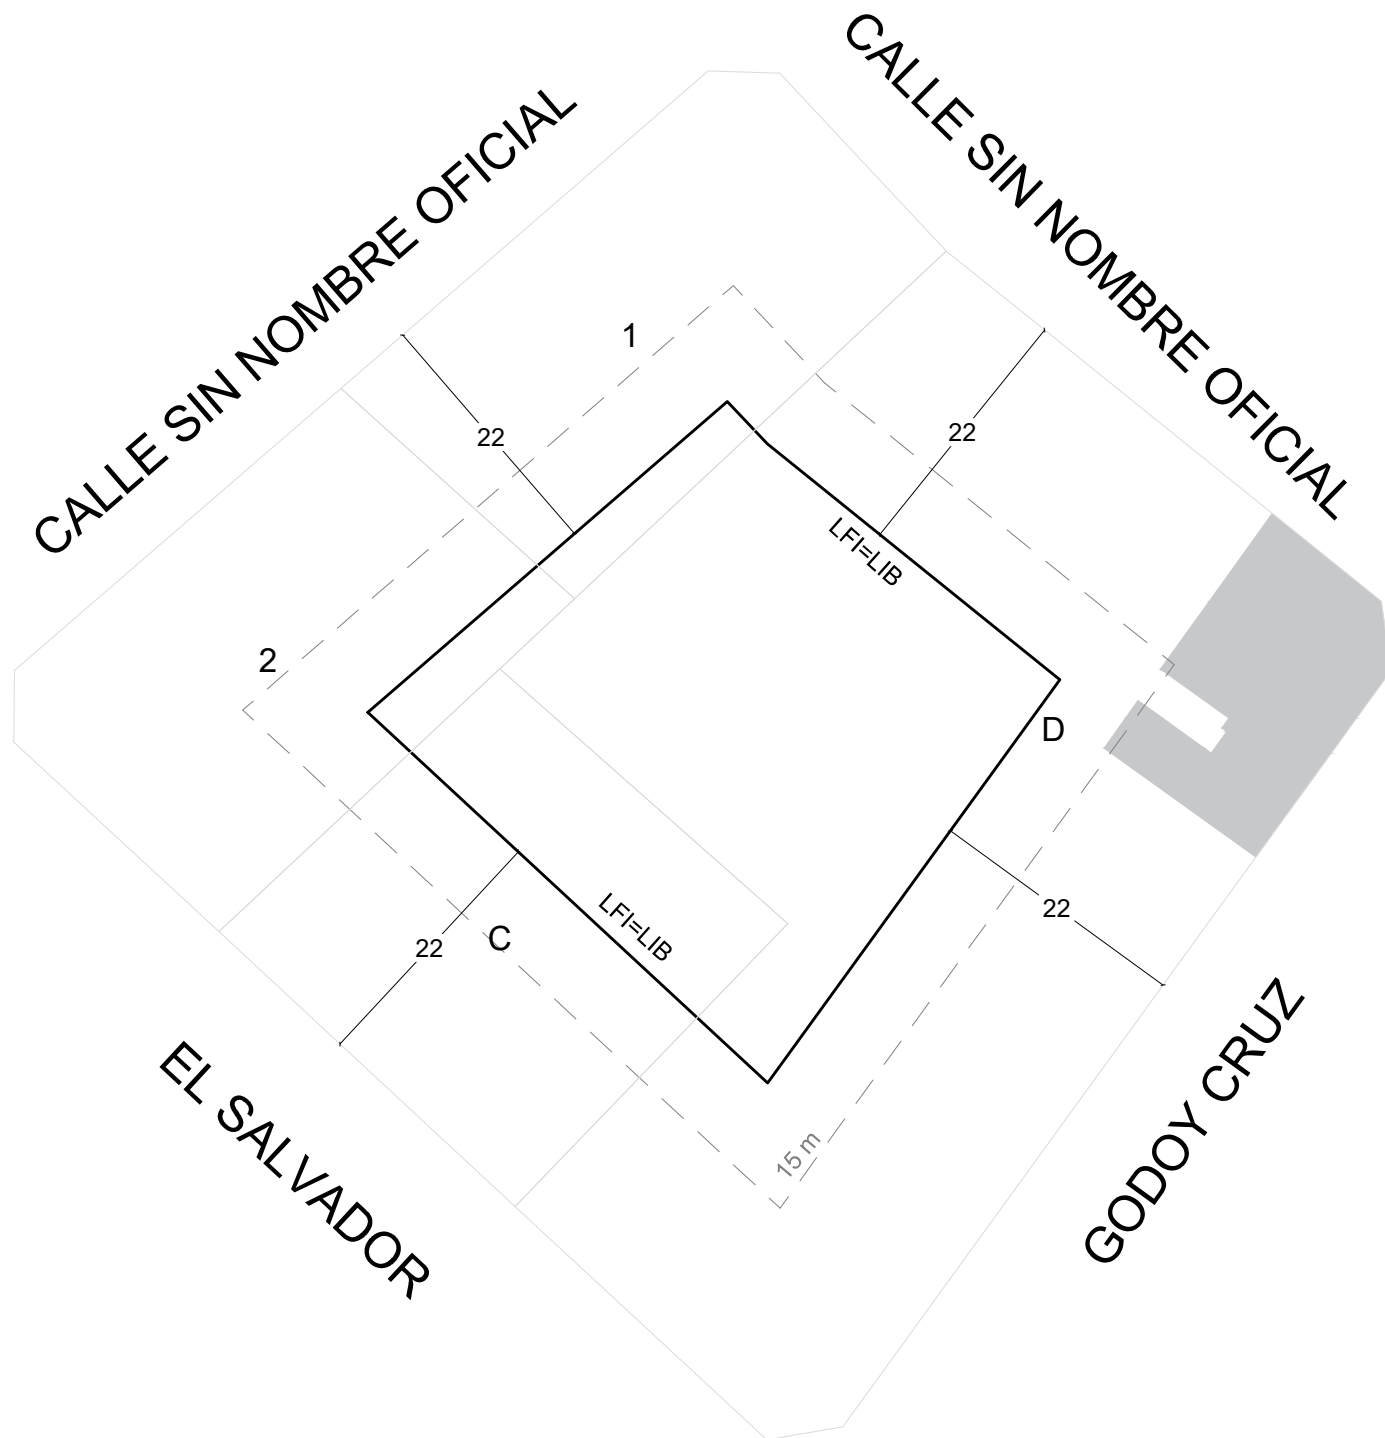 CALLE SIN NOMBRE OFICIAL
CALLE SIN NOMBRE OFICIAL
1
22
22
LFI=LIB
2
D
22
LFI=LIB
C
22
EL SALVADOR
15 m
GODOY CRUZ